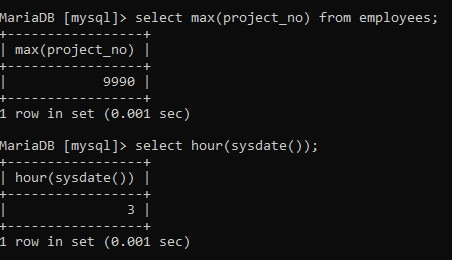 MariaDB [mysql]> select max(project_no) from employees;
+-----------------+
| max(project_no) |
+-----------------+
|            9990 |
+-----------------+
1 row in set (0.001 sec)
MariaDB [mysql]> select hour(sysdate());
+-----------------+
| hour(sysdate()) |
+-----------------+
|               3 |
+-----------------+
1 row in set (0.001 sec)